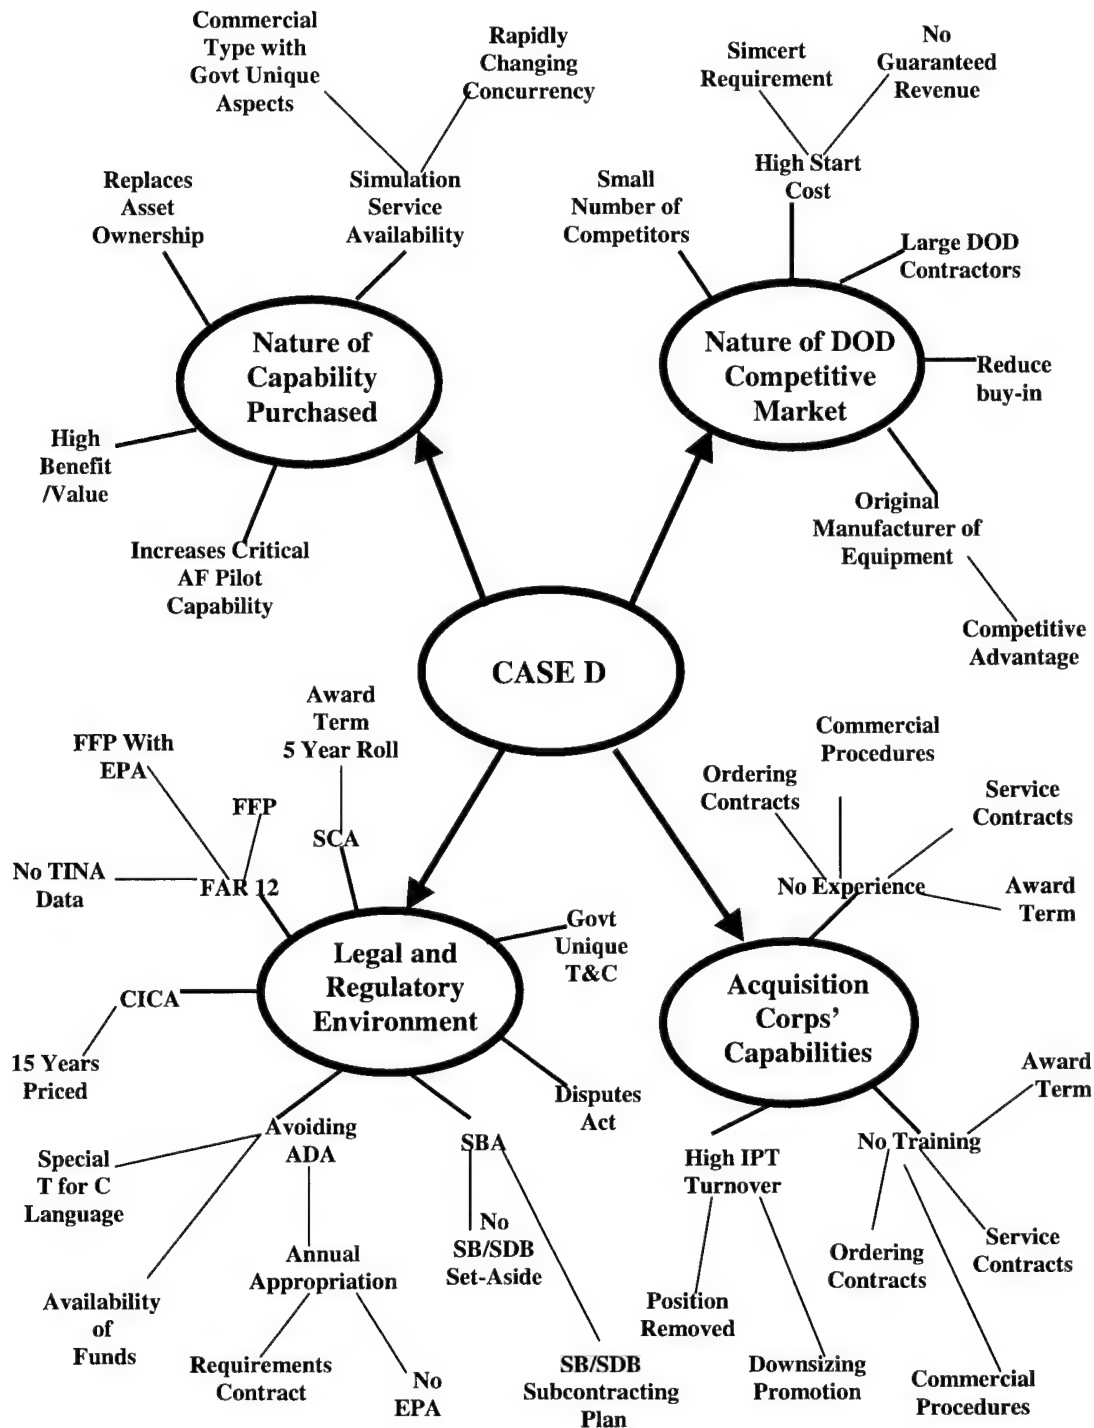 Commercial
Type with
Govt Unique
Aspects
Rapidly
Changing
Concurrency
Simcert
Requirement
No
Guaranteed
Revenue
Replaces
Asset
Ownership
Simulation
Service
Availability
Small
Number of
Competitors
High Start
Cost
Large DOD
Contractors
Nature of
Capability
Purchased
Nature of DOD
Competitive
Market
Reduce
buy-in
High
Benefit
/Value
Increases Critical
AF Pilot
Capability
Original
Manufacturer of
Equipment
Competitive
Advantage
CASE D
Award
Term
5 Year Roll
FFP With
EPA
FFP
SCA
No TINA
Data
FAR 12
Commercial
Procedures
Ordering
Contracts
Service
Contracts
No Experience
Award
Term
Govt
Unique
T&C
Legal and
Regulatory
Environment
Acquisition
Corps'
Capabilities
CICA
15 Years
Priced
Disputes
Act
Avoiding
ADA
SBA
Special
T for C
Language
No
SB/SDB
Set-Aside
Annual
Appropriation
Availability
of
Funds
Requirements
Contract
No
EPA
SB/SDB
Subcontracting
Plan
High IPT
Turnover
No Training
Award
Term
Ordering
Contracts
Service
Contracts
Position
Removed
Downsizing
Promotion
Commercial
Procedures